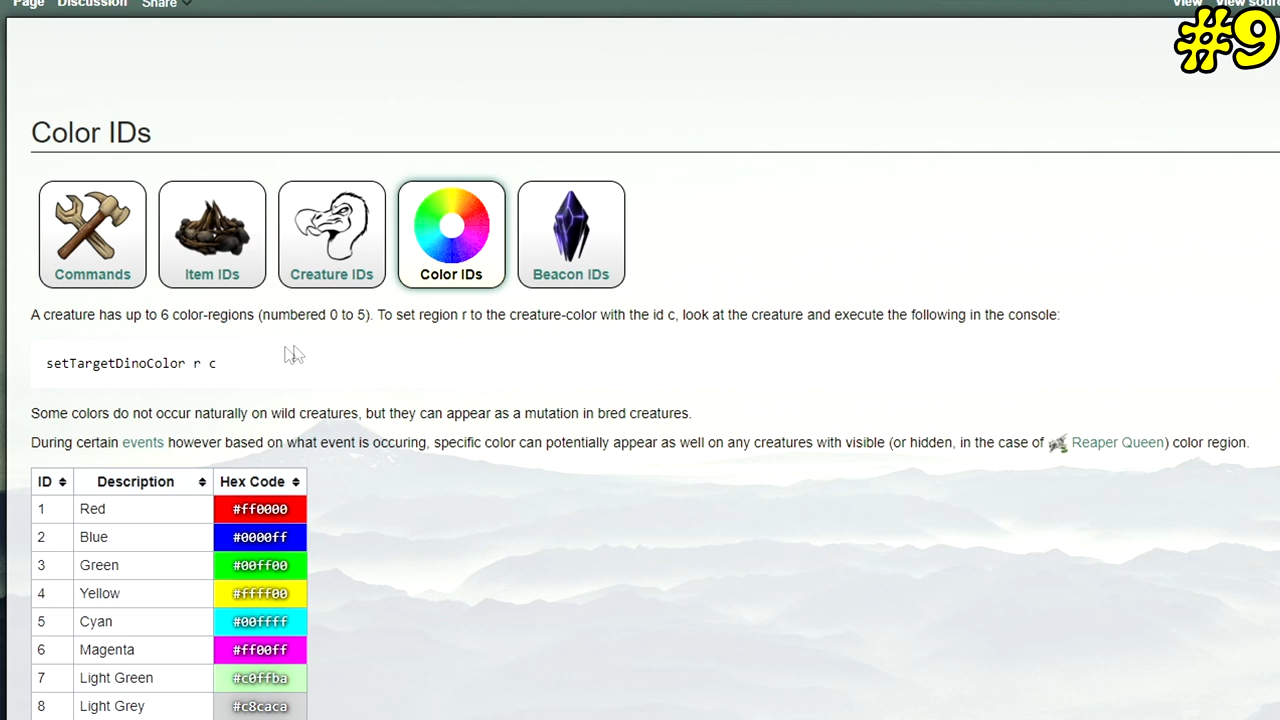 Page Discussion Share View View sour
#9
Color IDs
Commands Item IDs Creature IDs Color IDs Beacon IDs
A creature has up to 6 color-regions (numbered 0 to 5). To set region r to the creature-color with the id c, look at the creature and execute the following in the console:
setTargetDinoColor r c
Some colors do not occur naturally on wild creatures, but they can appear as a mutation in bred creatures.
During certain events however based on what event is occuring, specific color can potentially appear as well on any creatures with visible (or hidden, in the case of Reaper Queen) color region.
ID Description Hex Code
1 Red #ff0000
2 Blue #0000ff
3 Green #00ff00
4 Yellow #ffff00
5 Cyan #00ffff
6 Magenta #ff00ff
7 Light Green #c0ffba
8 Light Grey #c8caca